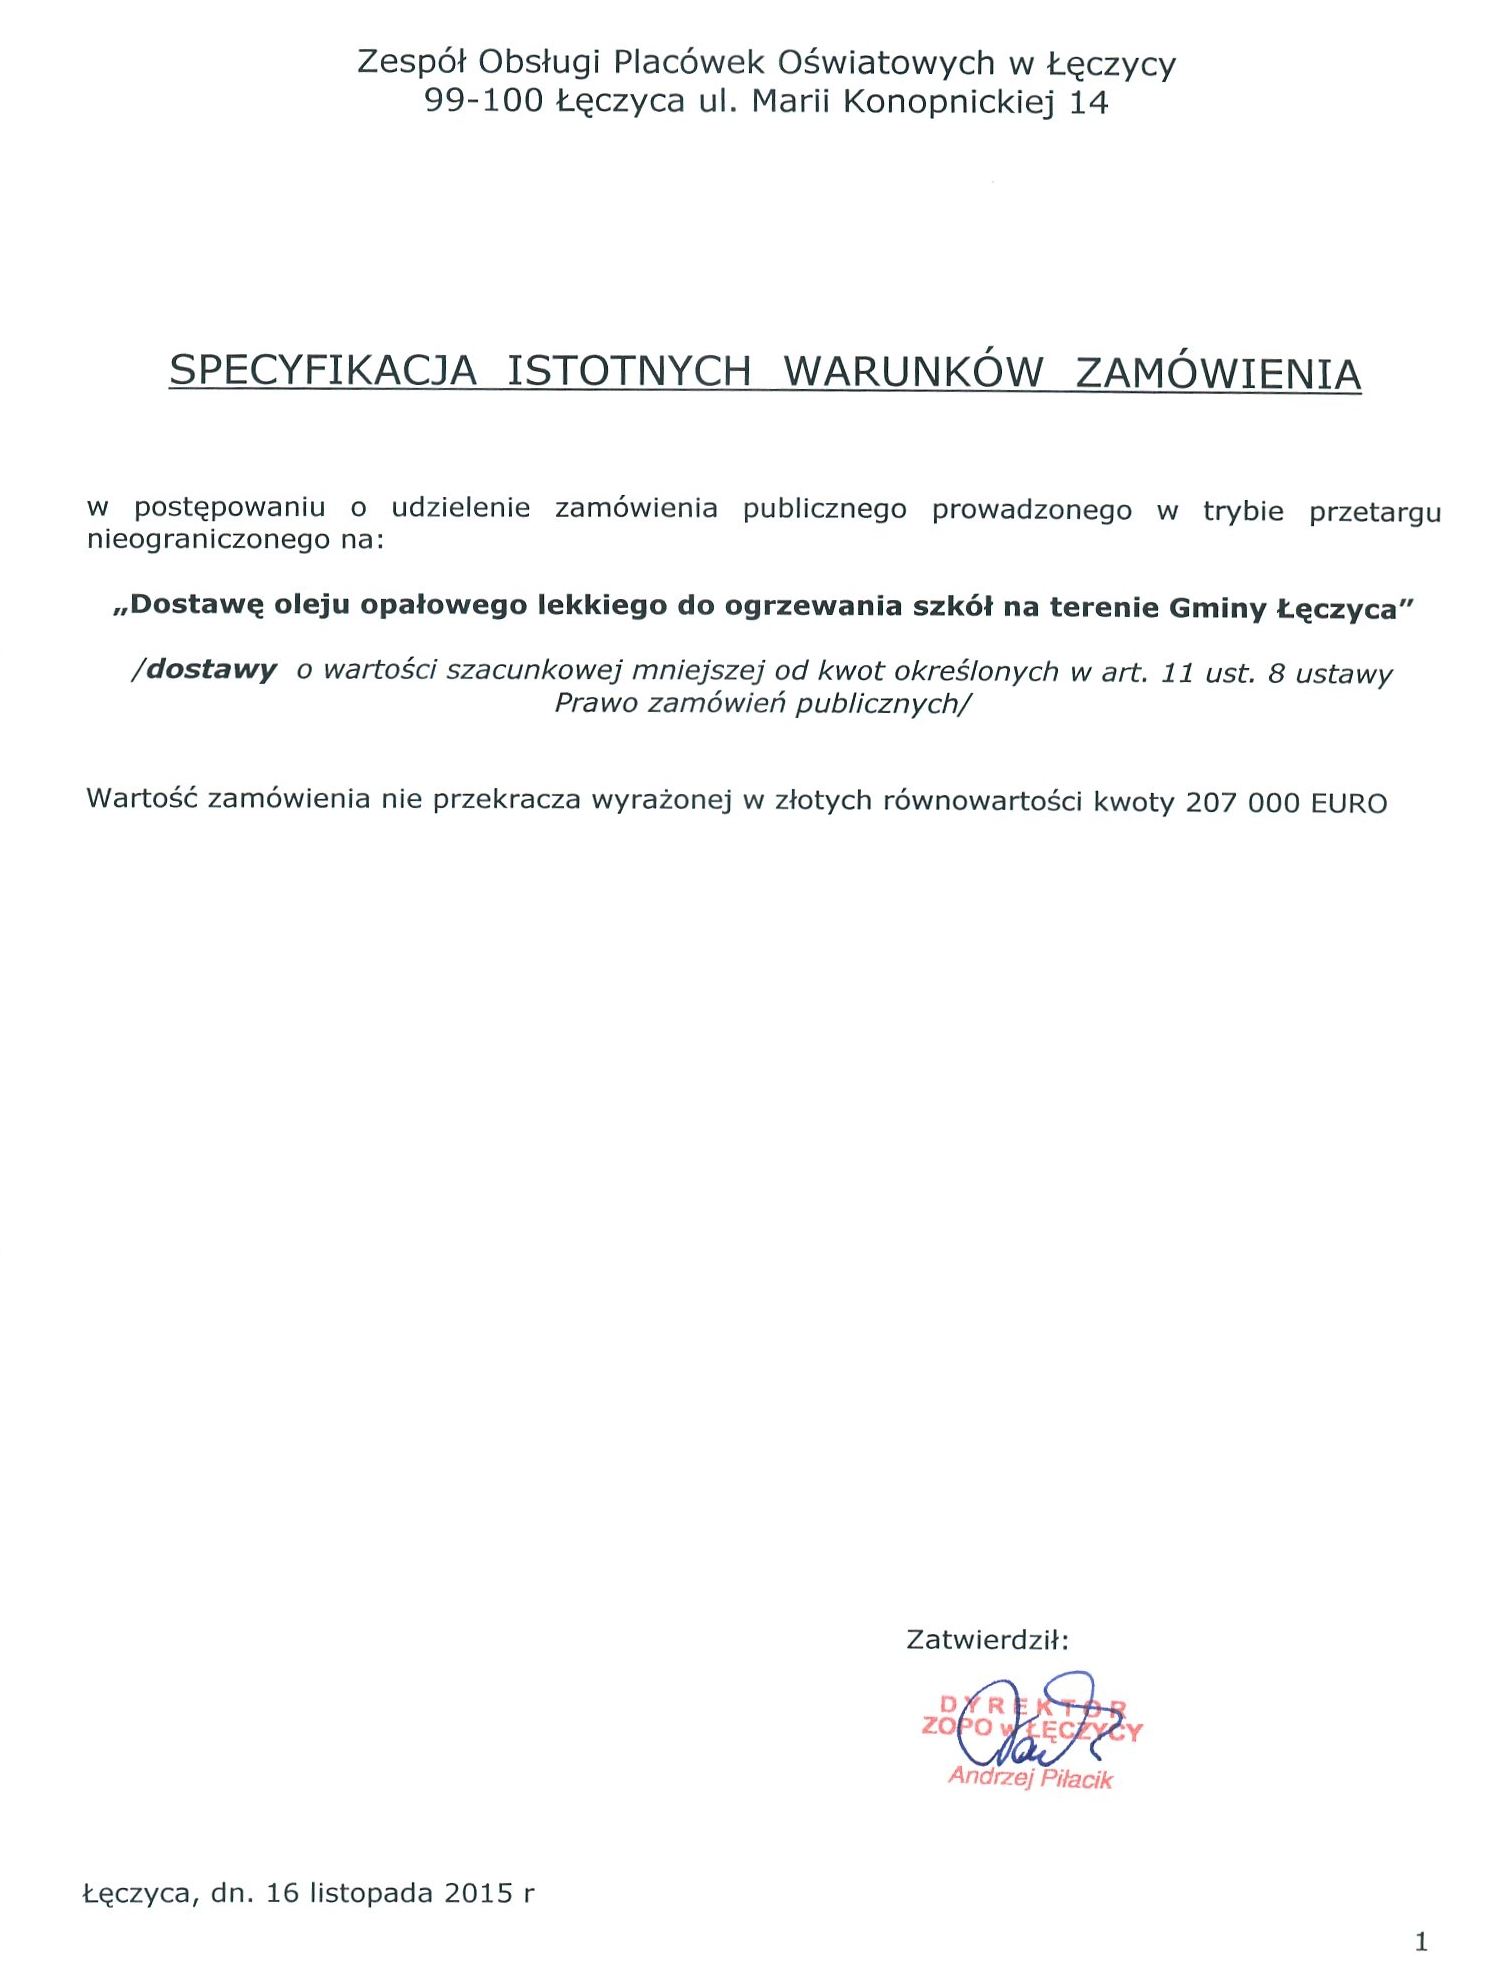 Zespół Obsługi Placówek Oświatowych w Łęczycy
99-100 Łęczyca ul. Marii Konopnickiej 14
SPECYFIKACJA ISTOTNYCH WARUNKÓW ZAMÓWIENIA
w postępowaniu o udzielenie zamówienia publicznego prowadzonego w trybie przetargu
nieograniczonego na:
„Dostawę oleju opałowego lekkiego do ogrzewania szkół na terenie Gminy Łęczyca”
/dostawy o wartości szacunkowej mniejszej od kwot określonych w art. 11 ust. 8 ustawy
Prawo zamówień publicznych/
Wartość zamówienia nie przekracza wyrażonej w złotych równowartości kwoty 207 000 EURO
Zatwierdził:
DYREKTOR
ZOPO w ŁĘCZYCY
Andrzej Piłacik
Łęczyca, dn. 16 listopada 2015 r
1